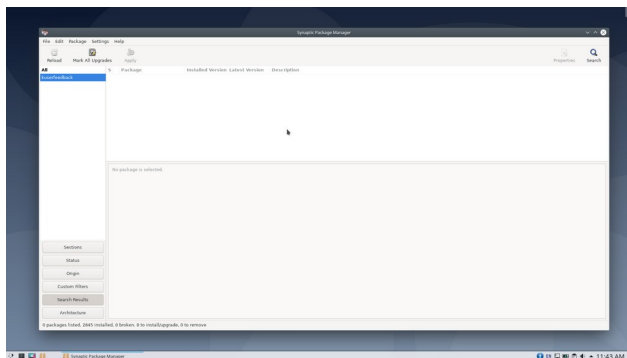 Synaptic Package Manager
File Edit Package Settings Help
Reload Mark All Upgrades Apply Properties Search
All
S Package Installed Version Latest Version Description
kuserfeedback
No package is selected.
Sections
Status
Origin
Custom Filters
Search Results
Architecture
0 packages listed, 2845 installed, 0 broken. 0 to install/upgrade, 0 to remove
Synaptic Package Manager
11:43 AM